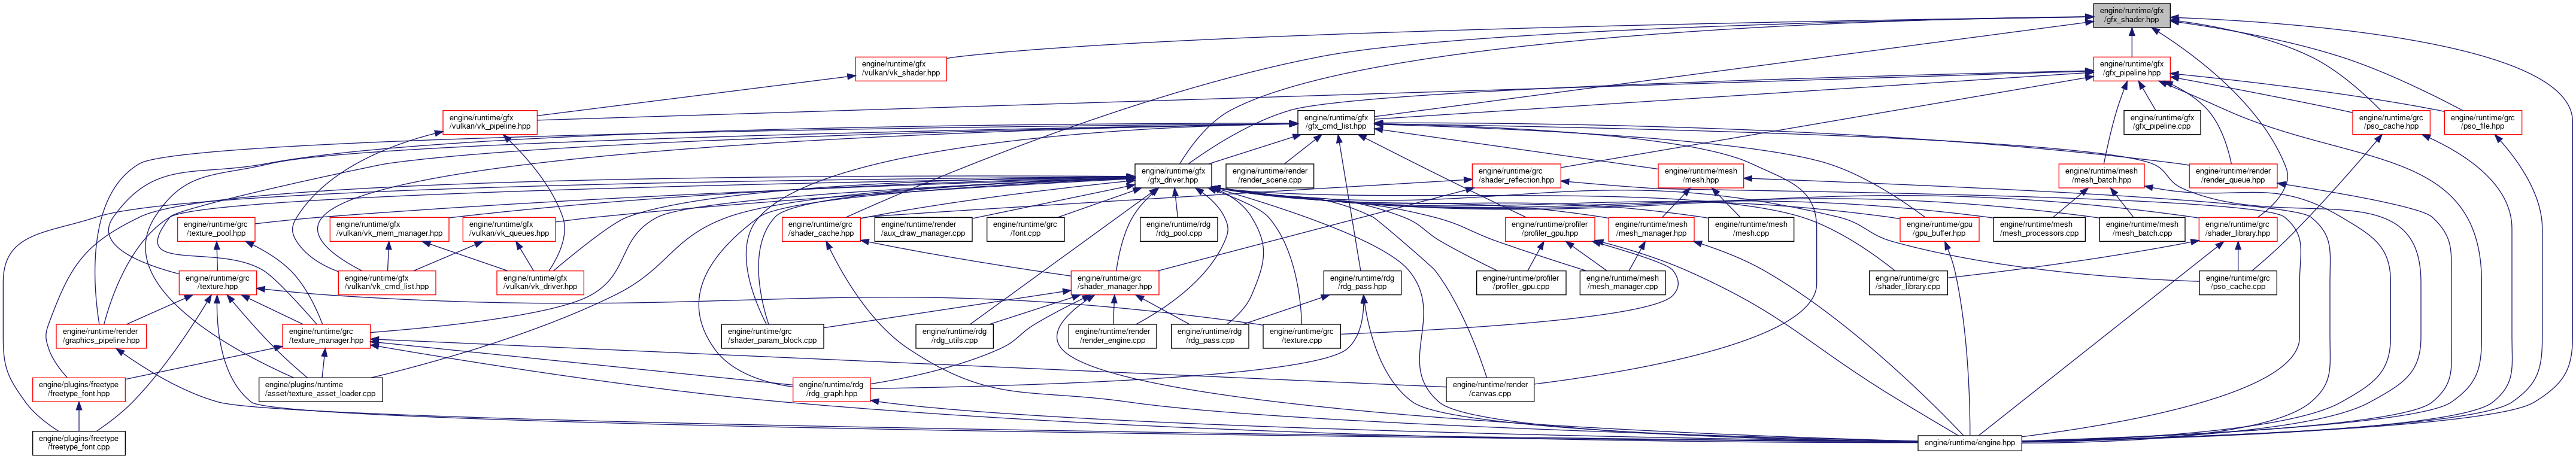 engine/runtime/gfx
/gfx_shader.hpp
engine/runtime/gfx
/vulkan/vk_shader.hpp
engine/runtime/gfx
/gfx_pipeline.hpp
engine/runtime/gfx
/vulkan/vk_pipeline.hpp
engine/runtime/gfx
/gfx_cmd_list.hpp
engine/runtime/gfx
/gfx_pipeline.cpp
engine/runtime/grc
/pso_cache.hpp
engine/runtime/grc
/pso_file.hpp
engine/runtime/gfx
/gfx_driver.hpp
engine/runtime/render
/render_scene.cpp
engine/runtime/grc
/shader_reflection.hpp
engine/runtime/mesh
/mesh.hpp
engine/runtime/mesh
/mesh_batch.hpp
engine/runtime/render
/render_queue.hpp
engine/runtime/grc
/texture_pool.hpp
engine/runtime/gfx
/vulkan/vk_mem_manager.hpp
engine/runtime/gfx
/vulkan/vk_queues.hpp
engine/runtime/grc
/shader_cache.hpp
engine/runtime/render
/aux_draw_manager.cpp
engine/runtime/grc
/font.cpp
engine/runtime/rdg
/rdg_pool.cpp
engine/runtime/profiler
/profiler_gpu.hpp
engine/runtime/mesh
/mesh_manager.hpp
engine/runtime/mesh
/mesh.cpp
engine/runtime/gpu
/gpu_buffer.hpp
engine/runtime/mesh
/mesh_processors.cpp
engine/runtime/mesh
/mesh_batch.cpp
engine/runtime/grc
/shader_library.hpp
engine/runtime/grc
/texture.hpp
engine/runtime/gfx
/vulkan/vk_cmd_list.hpp
engine/runtime/gfx
/vulkan/vk_driver.hpp
engine/runtime/grc
/shader_manager.hpp
engine/runtime/rdg
/rdg_pass.hpp
engine/runtime/profiler
/profiler_gpu.cpp
engine/runtime/mesh
/mesh_manager.cpp
engine/runtime/grc
/shader_library.cpp
engine/runtime/grc
/pso_cache.cpp
engine/runtime/render
/graphics_pipeline.hpp
engine/runtime/grc
/texture_manager.hpp
engine/runtime/grc
/shader_param_block.cpp
engine/runtime/rdg
/rdg_utils.cpp
engine/runtime/render
/render_engine.cpp
engine/runtime/rdg
/rdg_pass.cpp
engine/runtime/grc
/texture.cpp
engine/plugins/freetype
/freetype_font.hpp
engine/plugins/runtime
/asset/texture_asset_loader.cpp
engine/runtime/rdg
/rdg_graph.hpp
engine/runtime/render
/canvas.cpp
engine/plugins/freetype
/freetype_font.cpp
engine/runtime/engine.hpp